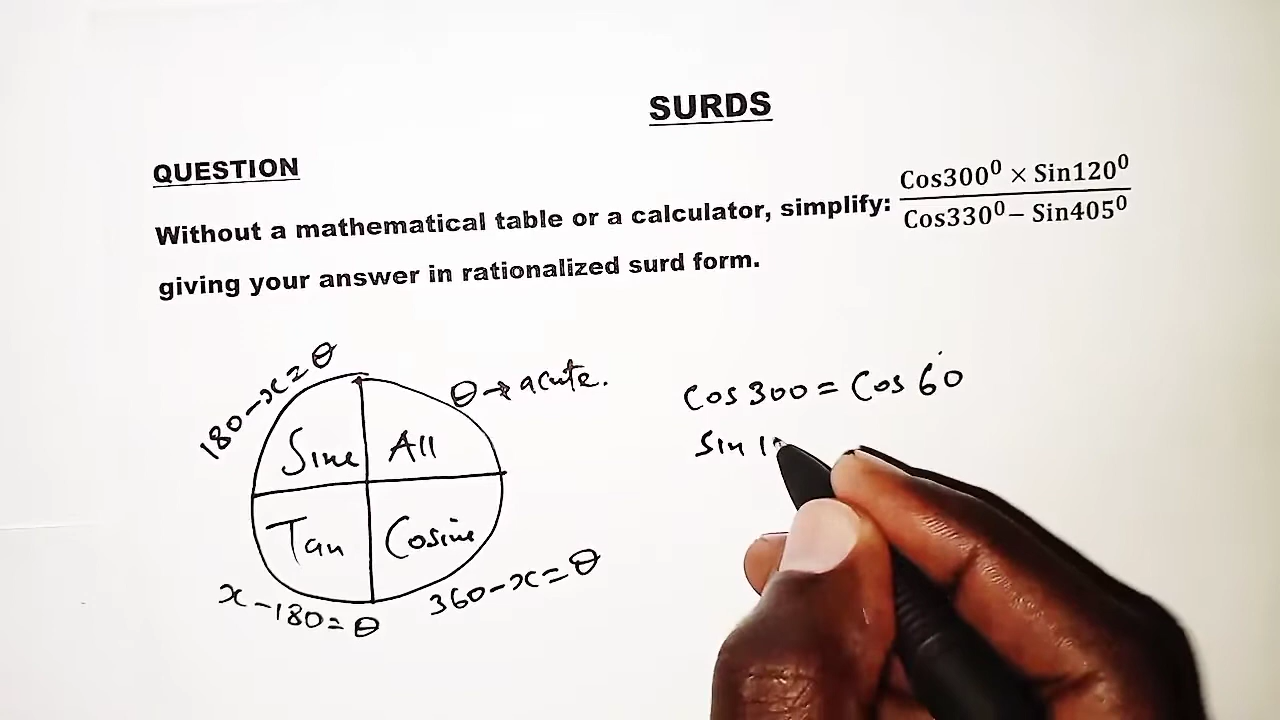 SURDS
QUESTION
Without a mathematical table or a calculator, simplify: Cos300⁰ × Sin120⁰
Cos330⁰– Sin405⁰
giving your answer in rationalized surd form.
180-x=θ
θ→acute.
Sine All
Tan Cosine
x-180=θ
360-x=θ
Cos 300 = Cos 60
Sin